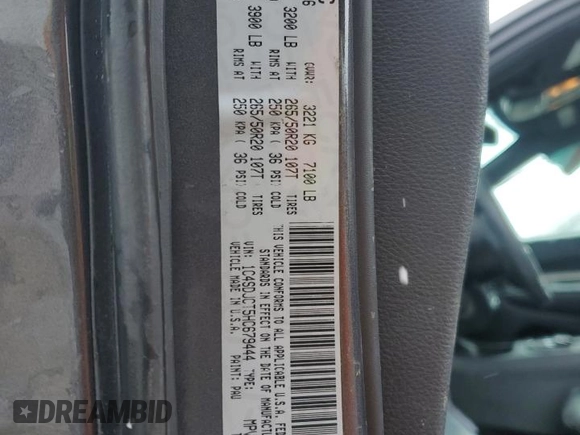 GVWR: 3221 KG 7100 LB
3200 LB WITH 265/50R20 107T TIRES
RIMS AT 250 KPA ( 36 PSI) COLD
3900 LB WITH 265/50R20 107T TIRES
RIMS AT 250 KPA ( 36 PSI) COLD
THIS VEHICLE CONFORMS TO ALL APPLICABLE U.S.A. FED
STANDARDS IN EFFECT ON THE DATE OF MANUFACTUR
VIN: 1C4SDJCT5HC679444 TYPE: MPV
VEHICLE MADE IN U.S.A. PAINT: PAU
DREAMBID